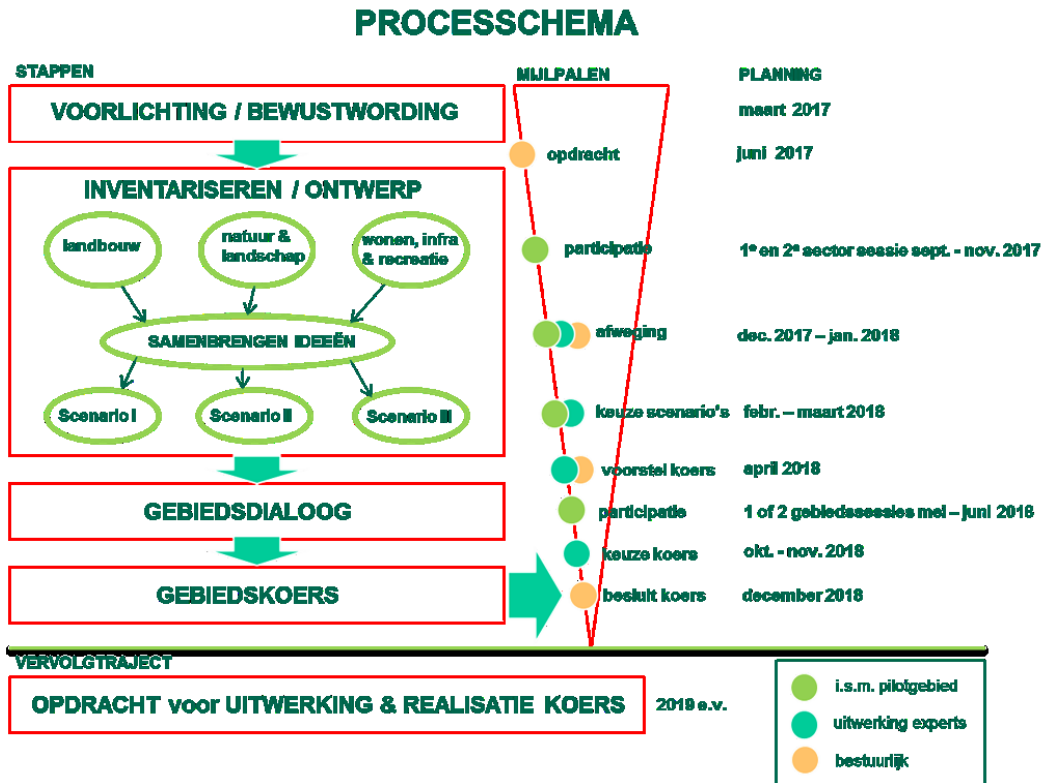 PROCESSCHEMA
STAPPEN
MIJLPALEN
PLANNING
VOORLICHTING / BEWUSTWORDING
maart 2017
opdracht
juni 2017
INVENTARISEREN / ONTWERP
landbouw
natuur &
landschap
wonen, infra
& recreatie
participatie
1e en 2e sector sessie sept. - nov. 2017
SAMENBRENGEN IDEEËN
afweging
dec. 2017 – jan. 2018
Scenario I
Scenario II
Scenario III
keuze scenario's
febr. – maart 2018
voorstel koers
april 2018
GEBIEDSDIALOOG
participatie
1 of 2 gebiedssessies mei – juni 2018
keuze koers
okt. - nov. 2018
GEBIEDSKOERS
besluit koers
december 2018
VERVOLGTRAJECT
OPDRACHT voor UITWERKING & REALISATIE KOERS
2019 e.v.
i.s.m. pilotgebied
uitwerking experts
bestuurlijk